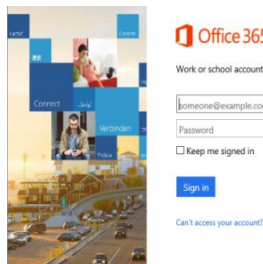 Connect
Verbinden
Office 365
Work or school account
someone@example.co
Password
Keep me signed in
Sign in
Can't access your account?